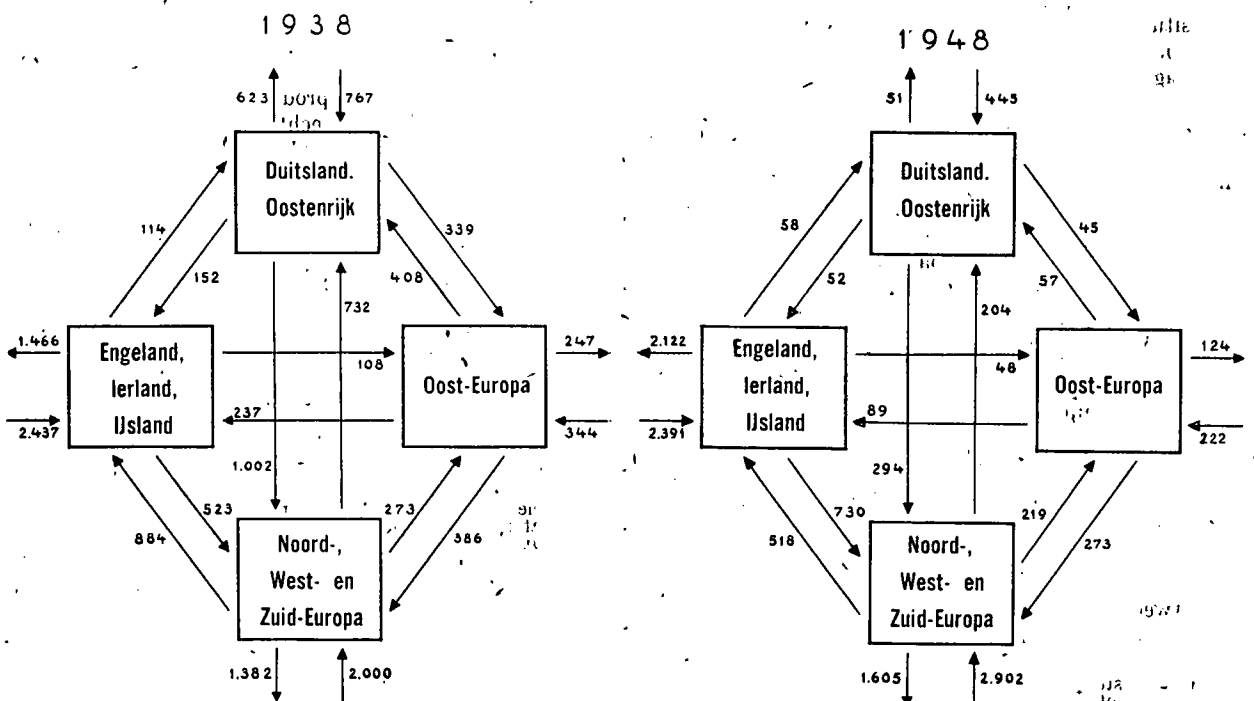 1938
623
767
Duitsland.
Oostenrijk
114
152
339
408
732
1.466
2.437
Engeland,
Ierland,
IJsland
108
237
Oost-Europa
247
344
1.002
523
884
273
386
Noord-,
West- en
Zuid-Europa
1.382
2.000
1948
51
445
Duitsland.
Oostenrijk
58
52
45
57
204
2.122
2.391
Engeland,
Ierland,
IJsland
48
89
Oost-Europa
124
222
294
730
518
219
273
Noord-,
West- en
Zuid-Europa
1.605
2.902